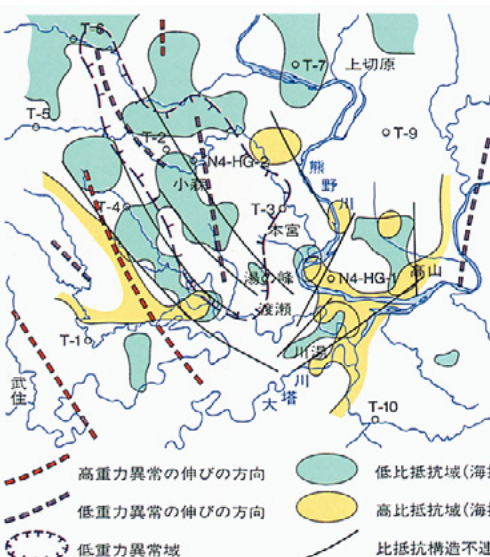 T-6
T-7
上切原
T-5
T-9
T-2
N4-HG-2
小森
熊野川
T-4
T-3
本宮
湯の峰
N4-HG-1
高山
渡瀬
T-1
川湯
武住
大塔川
T-10
高重力異常の伸びの方向
低比抵抗域(海抜
低重力異常の伸びの方向
高比抵抗域(海抜
低重力異常域
比抵抗構造不連